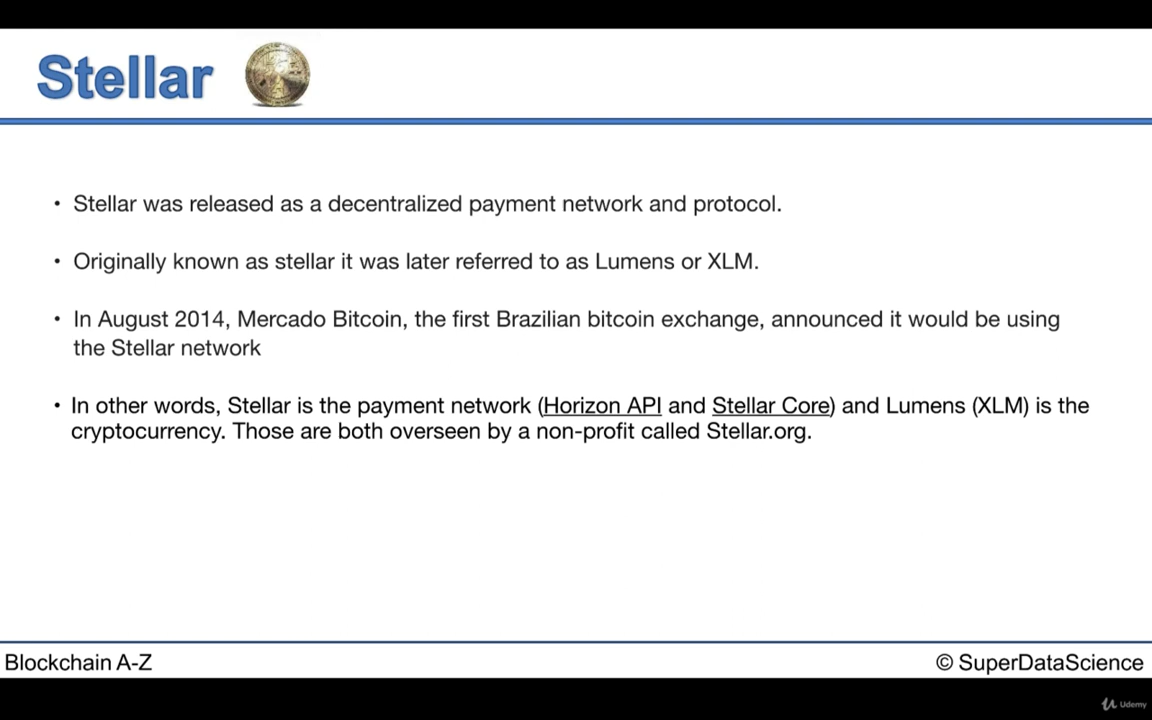 Stellar
• Stellar was released as a decentralized payment network and protocol.
• Originally known as stellar it was later referred to as Lumens or XLM.
• In August 2014, Mercado Bitcoin, the first Brazilian bitcoin exchange, announced it would be using
the Stellar network
• In other words, Stellar is the payment network (Horizon API and Stellar Core) and Lumens (XLM) is the
cryptocurrency. Those are both overseen by a non-profit called Stellar.org.
Blockchain A-Z
© SuperDataScience
Udemy